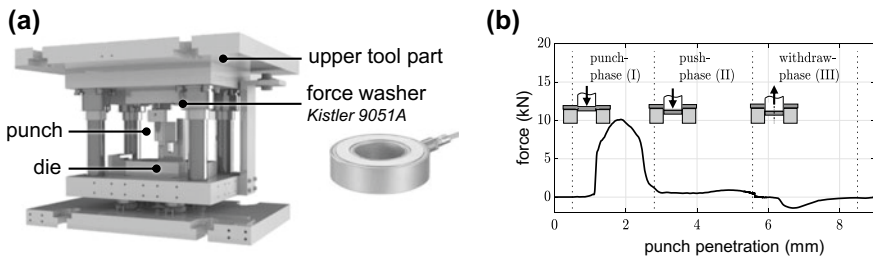 (a)
upper tool part
force washer
Kistler 9051A
punch
die
(b)
force (kN)
20
15
10
5
0
punch-
phase (I)
push-
phase (II)
withdraw-
phase (III)
0 2 4 6 8
punch penetration (mm)